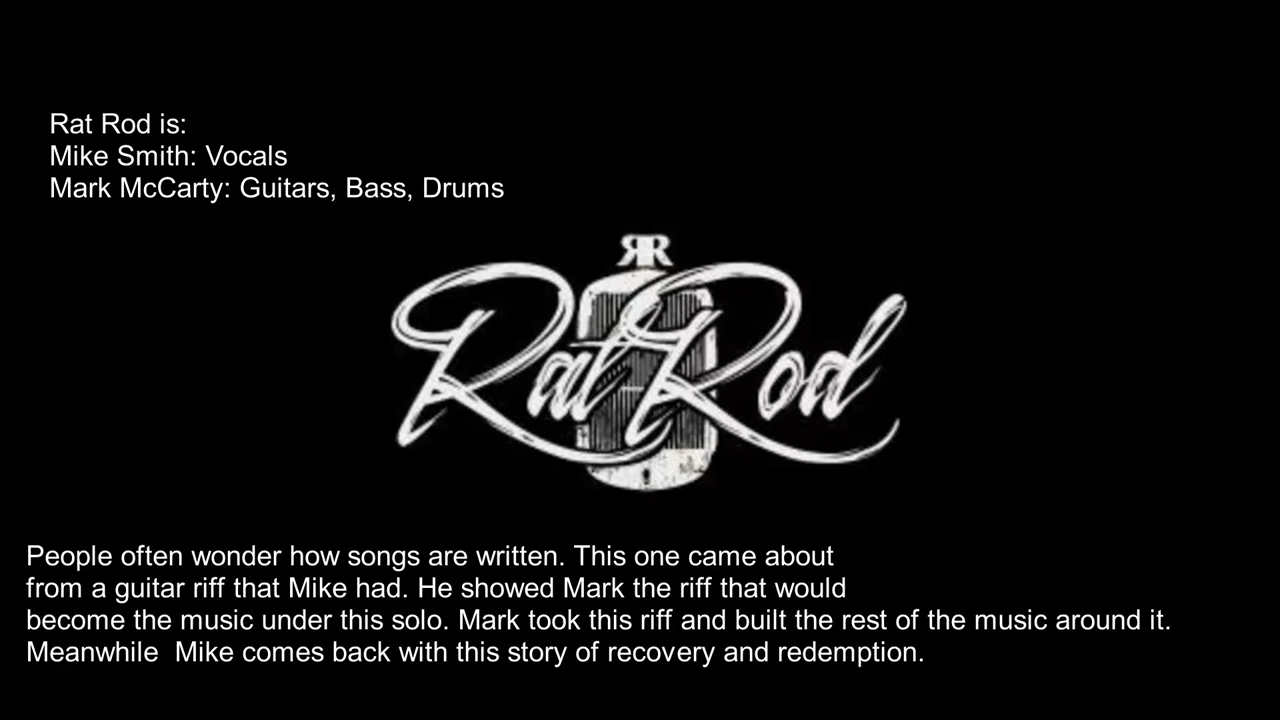 Rat Rod is:
Mike Smith: Vocals
Mark McCarty: Guitars, Bass, Drums
RR
Rat Rod
People often wonder how songs are written. This one came about
from a guitar riff that Mike had. He showed Mark the riff that would
become the music under this solo. Mark took this riff and built the rest of the music around it.
Meanwhile  Mike comes back with this story of recovery and redemption.